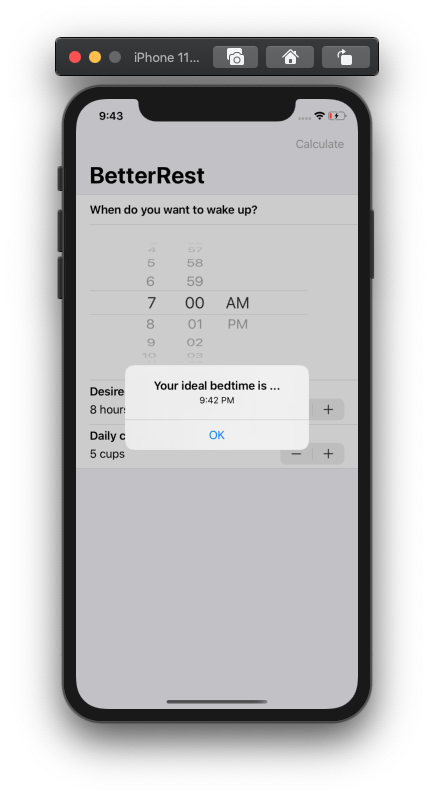 iPhone 11...
9:43
Calculate
BetterRest
When do you want to wake up?
4 57
5 58
6 59
7 00 AM
8 01 PM
9 02
10 03
Your ideal bedtime is ...
9:42 PM
OK
Desire
8 hours
+
Daily c
5 cups
− +